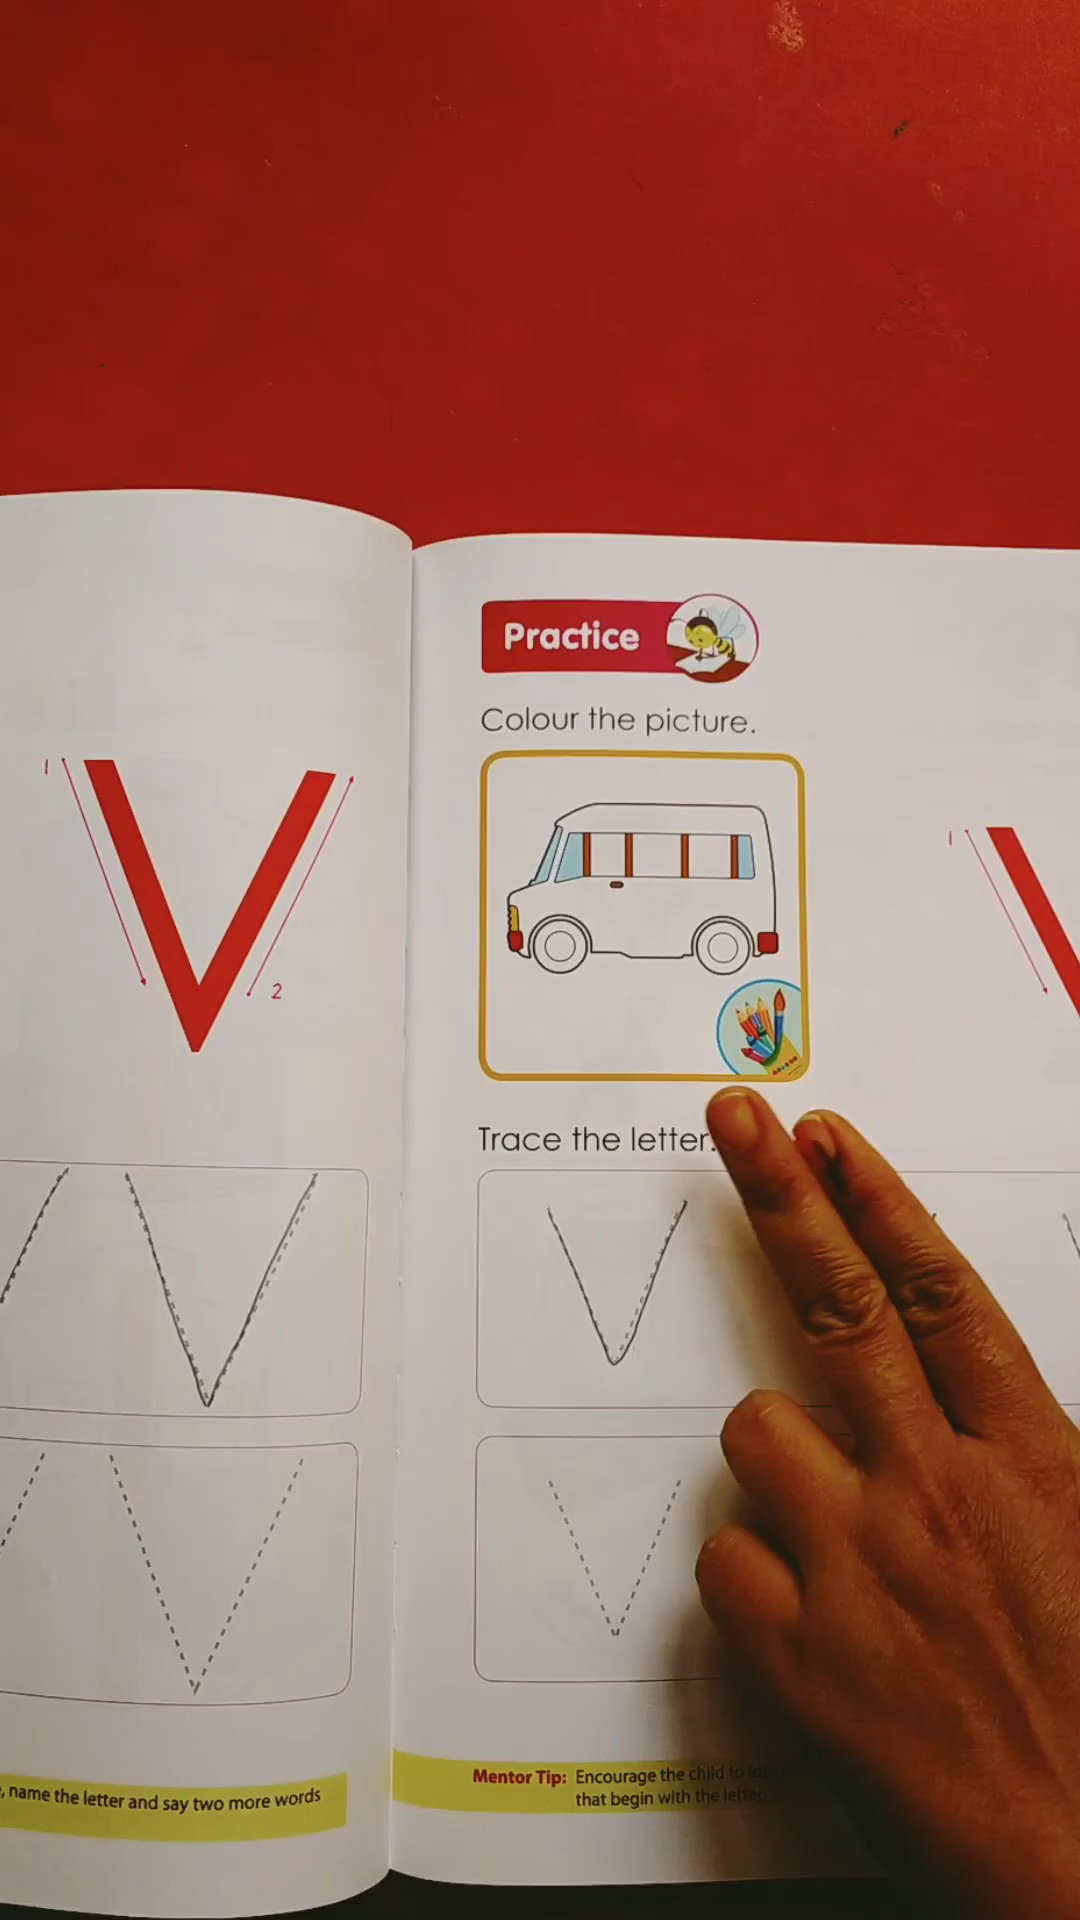 1
V
2
, name the letter and say two more words
Practice
Colour the picture.
1
Trace the letter.
V
V
V
V
Mentor Tip: Encourage the child to
that begin with the letter